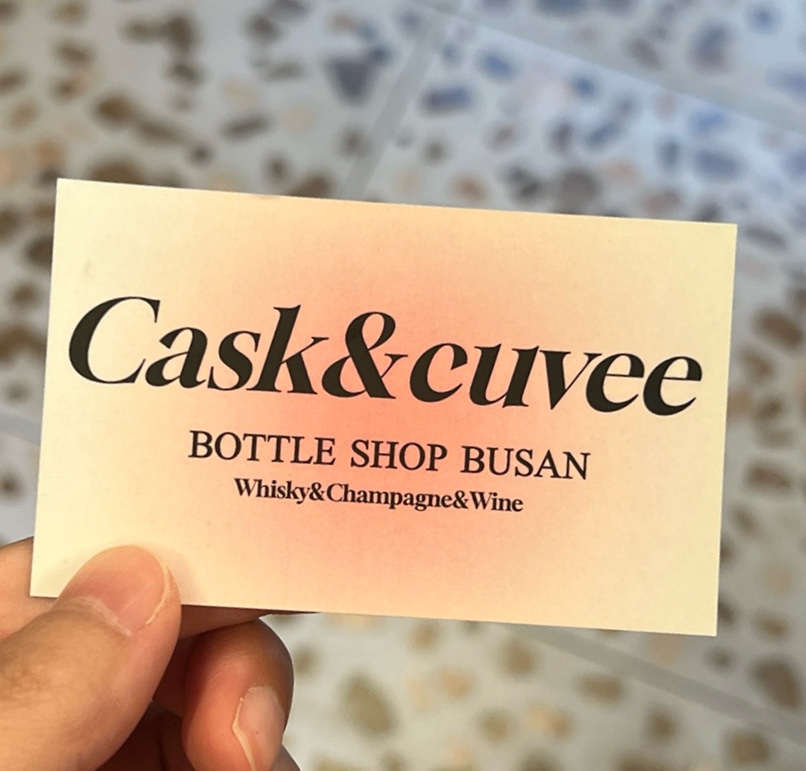 Cask&cuvee
BOTTLE SHOP BUSAN
Whisky&Champagne&Wine